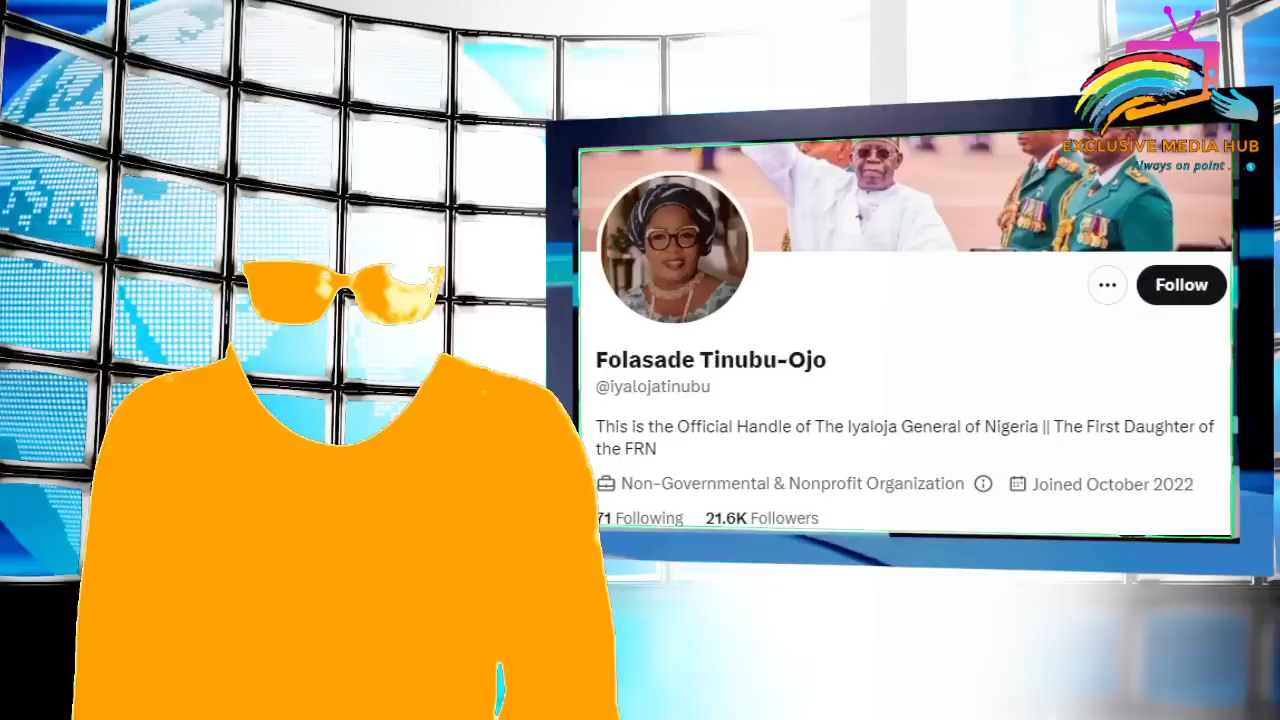 EXCLUSIVE MEDIA HUB
Always on point ...
Follow
Folasade Tinubu-Ojo
@iyalojatinubu
This is the Official Handle of The Iyaloja General of Nigeria || The First Daughter of
the FRN
Non-Governmental & Nonprofit Organization
Joined October 2022
71 Following 21.6K Followers